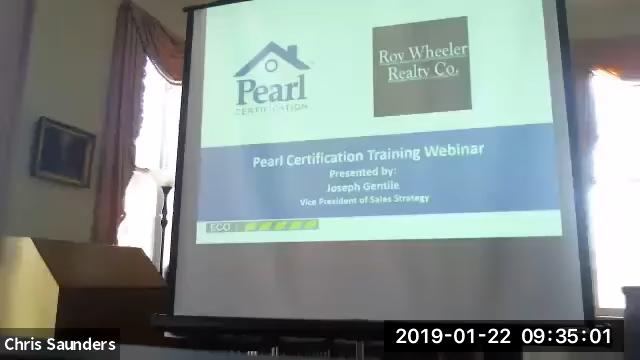 Pearl
CERTIFICATION
Roy Wheeler
Realty Co.
Pearl Certification Training Webinar
Presented by:
Joseph Gentile
Vice President of Sales Strategy
ECO
Chris Saunders
2019-01-22 09:35:01